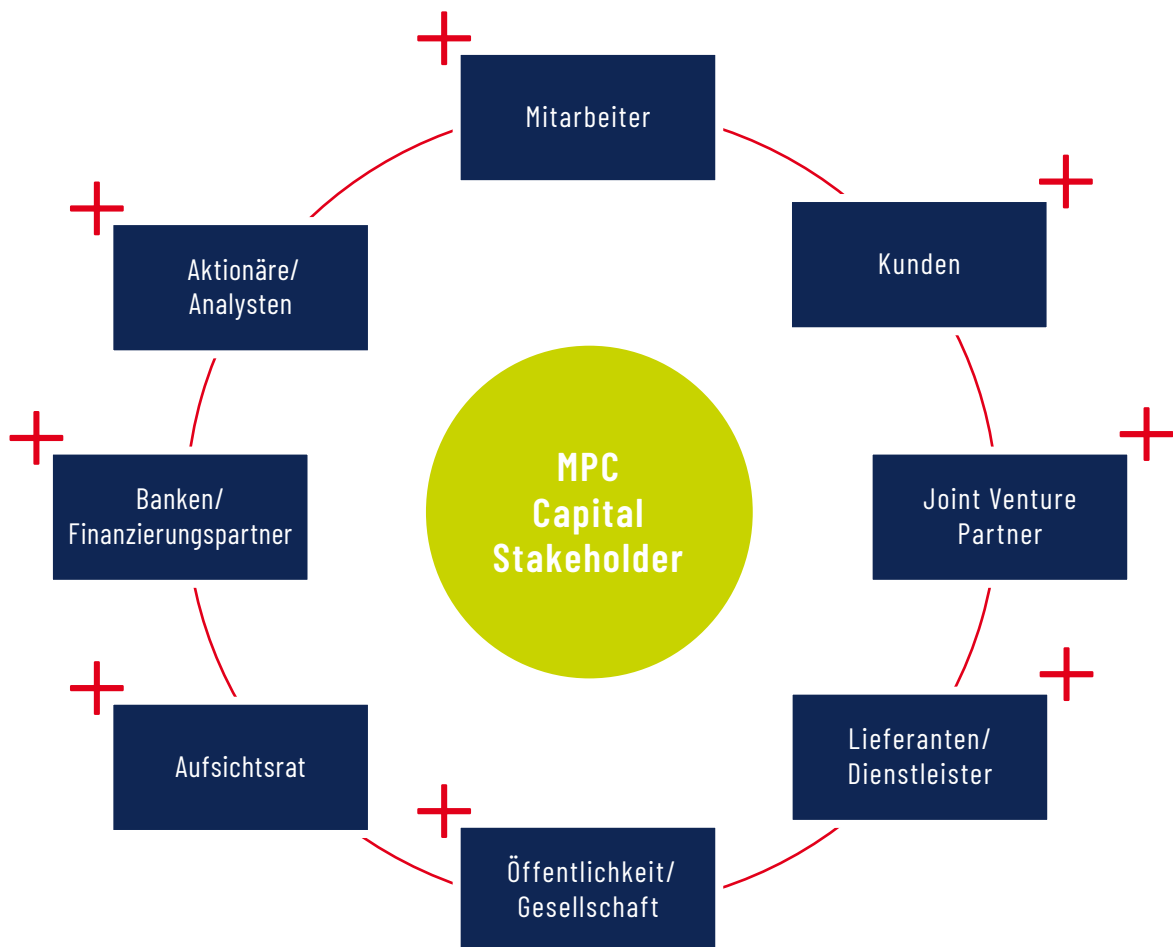 Mitarbeiter
Kunden
Aktionäre/
Analysten
MPC
Capital
Stakeholder
Banken/
Finanzierungspartner
Joint Venture
Partner
Aufsichtsrat
Lieferanten/
Dienstleister
Öffentlichkeit/
Gesellschaft